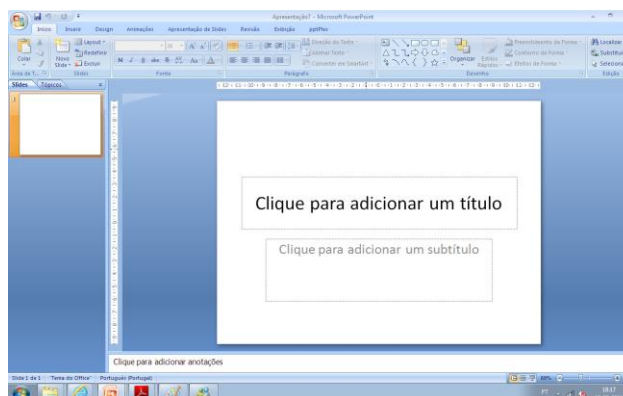 Apresentação1 - Microsoft PowerPoint
Início Inserir Design Animações Apresentação de Slides Revisão Exibição pptPlex
Colar
Novo Slide
Layout
Redefinir
Excluir
Direção do Texto
Alinhar Texto
Converter em SmartArt
Organizar
Estilos Rápidos
Preenchimento da Forma
Contorno da Forma
Efeitos de Forma
Localizar
Substituir
Área de T...
Slides
Fonte
Parágrafo
Desenho
Edição
Slides Tópicos
Clique para adicionar um título
Clique para adicionar um subtítulo
Clique para adicionar anotações
Slide 1 de 1 "Tema do Office" Português (Portugal)